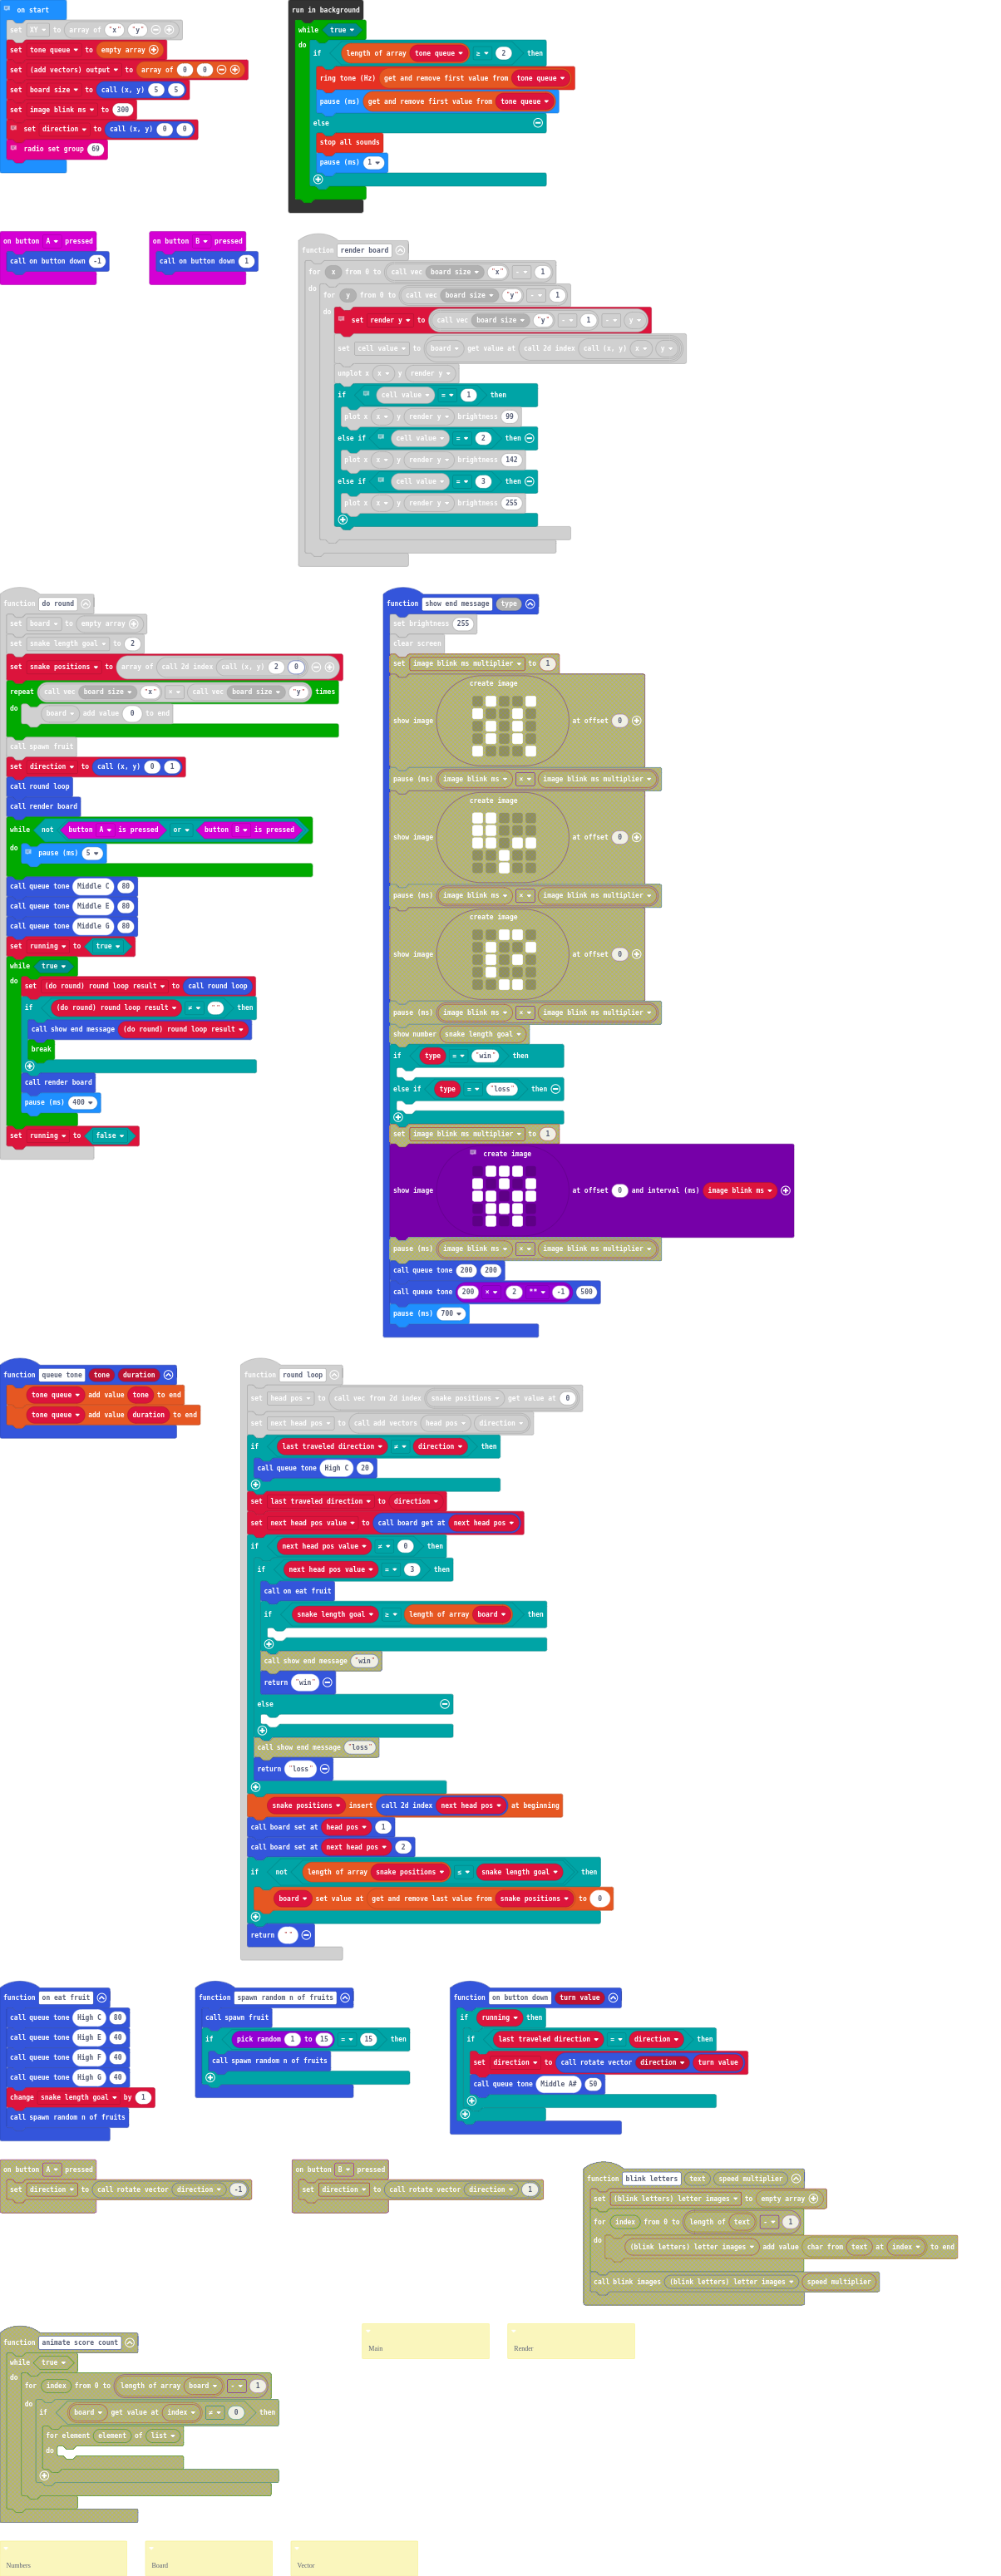 on start
set XY to array of "x" "y"
set tone queue to empty array
set (add vectors) output to array of 0 0
set board size to call (x, y) 5 5
set image blink ms to 300
set direction to call (x, y) 0 0
radio set group 69
run in background
while true
do
if length of array tone queue ≥ 2 then
ring tone (Hz) get and remove first value from tone queue
pause (ms) get and remove first value from tone queue
else
stop all sounds
pause (ms) 1
on button A pressed
call on button down -1
on button B pressed
call on button down 1
function render board
for x from 0 to call vec board size "x" - 1
do for y from 0 to call vec board size "y" - 1
do set render y to call vec board size "y" - 1 - y
set cell value to board get value at call 2d index call (x, y) x y
unplot x x y render y
if cell value = 1 then
plot x x y render y brightness 99
else if cell value = 2 then
plot x x y render y brightness 142
else if cell value = 3 then
plot x x y render y brightness 255
function do round
set board to empty array
set snake length goal to 2
set snake positions to array of call 2d index call (x, y) 2 0
repeat call vec board size "x" × call vec board size "y" times
do board add value 0 to end
call spawn fruit
set direction to call (x, y) 0 1
call round loop
call render board
while not button A is pressed or button B is pressed
do pause (ms) 5
call queue tone Middle C 80
call queue tone Middle E 80
call queue tone Middle G 80
set running to true
while true
do set (do round) round loop result to call round loop
if (do round) round loop result ≠ "" then
call show end message (do round) round loop result
break
call render board
pause (ms) 400
set running to false
function show end message type
set brightness 255
clear screen
set image blink ms multiplier to 1
create image
show image at offset 0
pause (ms) image blink ms × image blink ms multiplier
create image
show image at offset 0
pause (ms) image blink ms × image blink ms multiplier
create image
show image at offset 0
pause (ms) image blink ms × image blink ms multiplier
show number snake length goal
if type = "win" then
else if type = "loss" then
set image blink ms multiplier to 1
create image
show image at offset 0 and interval (ms) image blink ms
pause (ms) image blink ms × image blink ms multiplier
call queue tone 200 200
call queue tone 200 × 2 ** -1 500
pause (ms) 700
function queue tone tone duration
tone queue add value tone to end
tone queue add value duration to end
function round loop
set head pos to call vec from 2d index snake positions get value at 0
set next head pos to call add vectors head pos direction
if last traveled direction ≠ direction then
call queue tone High C 20
set last traveled direction to direction
set next head pos value to call board get at next head pos
if next head pos value ≠ 0 then
if next head pos value = 3 then
call on eat fruit
if snake length goal ≥ length of array board then
call show end message "win"
return "win"
else
call show end message "loss"
return "loss"
snake positions insert call 2d index next head pos at beginning
call board set at head pos 1
call board set at next head pos 2
if not length of array snake positions ≤ snake length goal then
board set value at get and remove last value from snake positions to 0
return ""
function on eat fruit
call queue tone High C 80
call queue tone High E 40
call queue tone High F 40
call queue tone High G 40
change snake length goal by 1
call spawn random n of fruits
function spawn random n of fruits
call spawn fruit
if pick random 1 to 15 = 15 then
call spawn random n of fruits
function on button down turn value
if running then
if last traveled direction = direction then
set direction to call rotate vector direction turn value
call queue tone Middle A# 50
on button A pressed
set direction to call rotate vector direction -1
on button B pressed
set direction to call rotate vector direction 1
function blink letters text speed multiplier
set (blink letters) letter images to empty array
for index from 0 to length of text - 1
do (blink letters) letter images add value char from text at index to end
call blink images (blink letters) letter images speed multiplier
function animate score count
while true
do for index from 0 to length of array board - 1
do if board get value at index ≠ 0 then
for element element of list
do
Main
Render
Numbers
Board
Vector